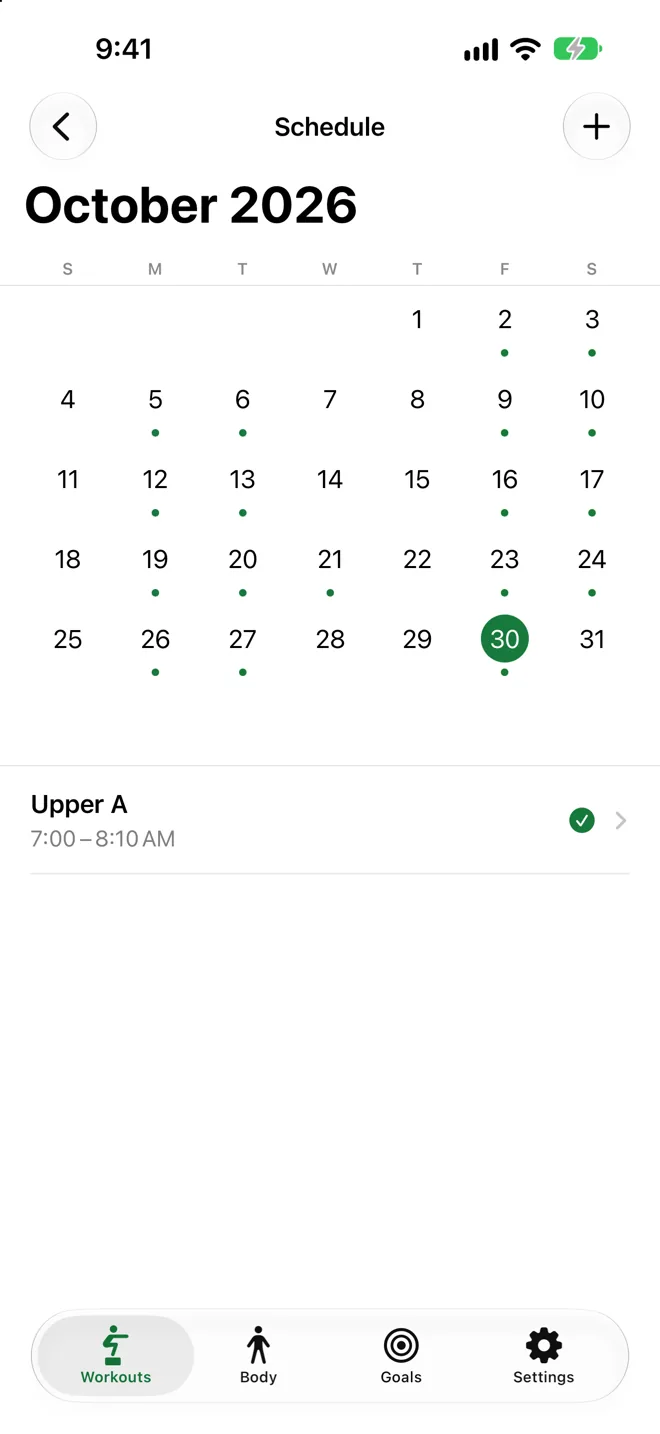 9:41
Schedule
October 2026
S M T W T F S
1 2 3
4 5 6 7 8 9 10
11 12 13 14 15 16 17
18 19 20 21 22 23 24
25 26 27 28 29 30 31
Upper A
7:00 – 8:10 AM
Workouts Body Goals Settings